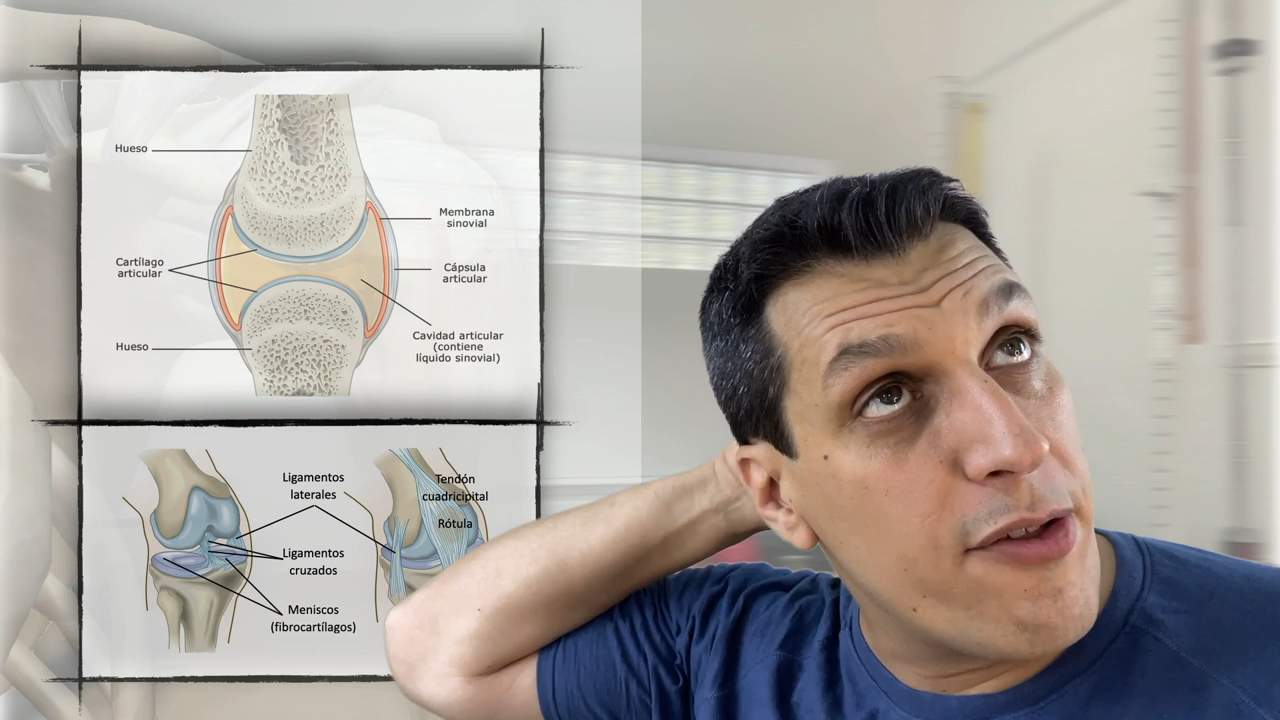 Hueso
Membrana
sinovial
Cartílago
articular
Cápsula
articular
Hueso
Cavidad articular
(contiene
líquido sinovial)
Ligamentos
laterales
Tendón
cuadricipital
Rótula
Ligamentos
cruzados
Meniscos
(fibrocartílagos)